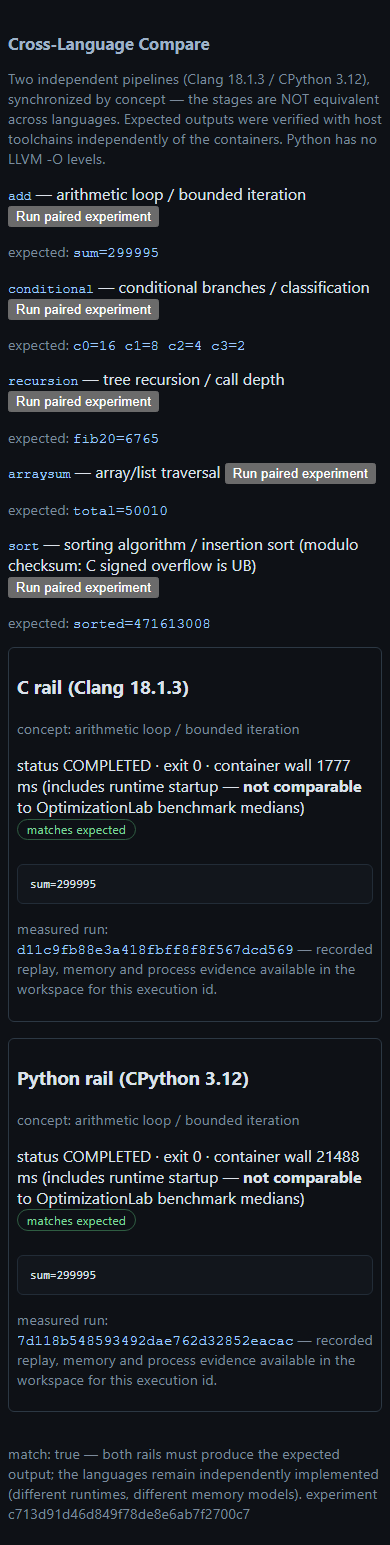 Cross-Language Compare
Two independent pipelines (Clang 18.1.3 / CPython 3.12),
synchronized by concept — the stages are NOT equivalent
across languages. Expected outputs were verified with host
toolchains independently of the containers. Python has no
LLVM -O levels.
add — arithmetic loop / bounded iteration
Run paired experiment
expected: sum=299995
conditional — conditional branches / classification
Run paired experiment
expected: c0=16 c1=8 c2=4 c3=2
recursion — tree recursion / call depth
Run paired experiment
expected: fib20=6765
arraysum — array/list traversal Run paired experiment
expected: total=50010
sort — sorting algorithm / insertion sort (modulo
checksum: C signed overflow is UB)
Run paired experiment
expected: sorted=471613008
C rail (Clang 18.1.3)
concept: arithmetic loop / bounded iteration
status COMPLETED · exit 0 · container wall 1777
ms (includes runtime startup — not comparable
to OptimizationLab benchmark medians)
matches expected
sum=299995
measured run:
d11c9fb88e3a418fbff8f8f567dcd569 — recorded
replay, memory and process evidence available in the
workspace for this execution id.
Python rail (CPython 3.12)
concept: arithmetic loop / bounded iteration
status COMPLETED · exit 0 · container wall 21488
ms (includes runtime startup — not comparable
to OptimizationLab benchmark medians)
matches expected
sum=299995
measured run:
7d118b548593492dae762d32852eacac — recorded
replay, memory and process evidence available in the
workspace for this execution id.
match: true — both rails must produce the expected
output; the languages remain independently implemented
(different runtimes, different memory models). experiment
c713d91d46d849f78de8e6ab7f2700c7